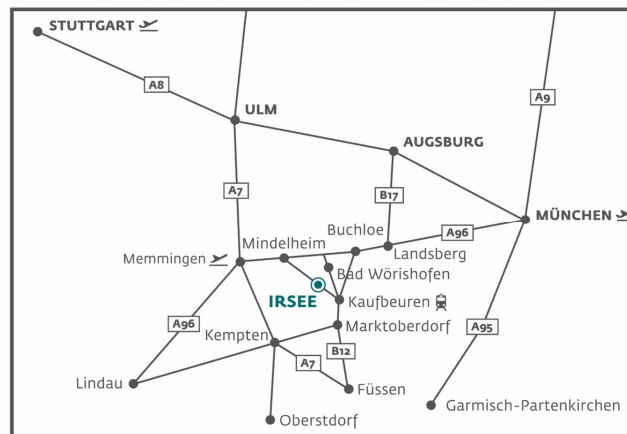 STUTTGART
A8
A9
ULM
AUGSBURG
A7
B17
MÜNCHEN
A96
Buchloe
Mindelheim
Landsberg
Memmingen
Bad Wörishofen
IRSEE
Kaufbeuren
A96
Kempten
Marktoberdorf
A95
B12
A7
Lindau
Füssen
Garmisch-Partenkirchen
Oberstdorf